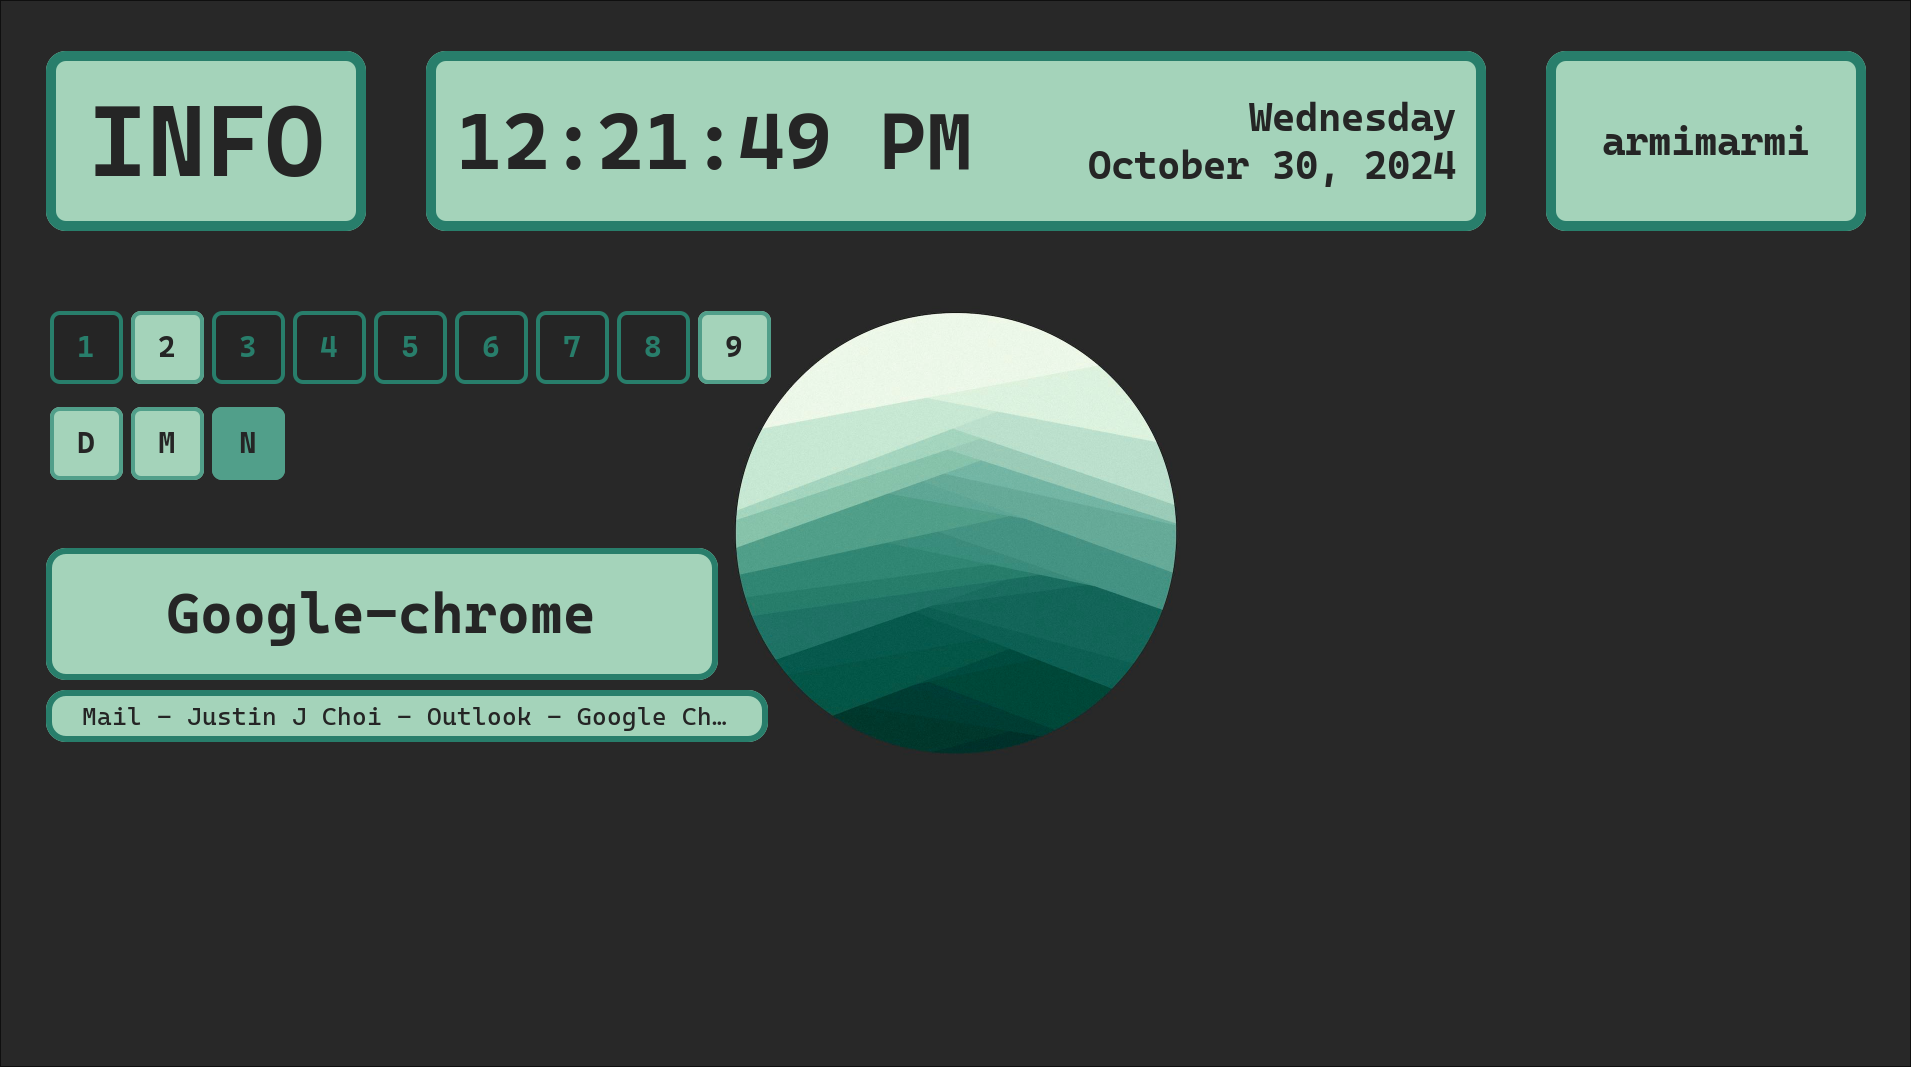 INFO
12:21:49 PM
Wednesday
October 30, 2024
armimarmi
1 2 3 4 5 6 7 8 9
D M N
Google-chrome
Mail - Justin J Choi - Outlook - Google Ch…